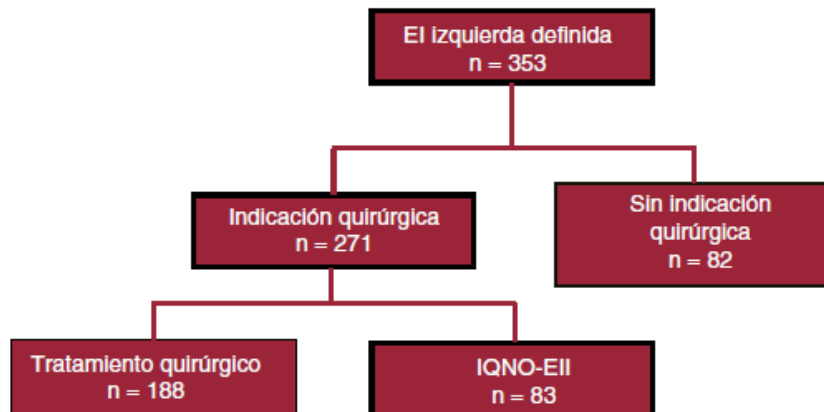 EI izquierda definida
n = 353
Indicación quirúrgica
n = 271
Sin indicación
quirúrgica
n = 82
Tratamiento quirúrgico
n = 188
IQNO-EII
n = 83